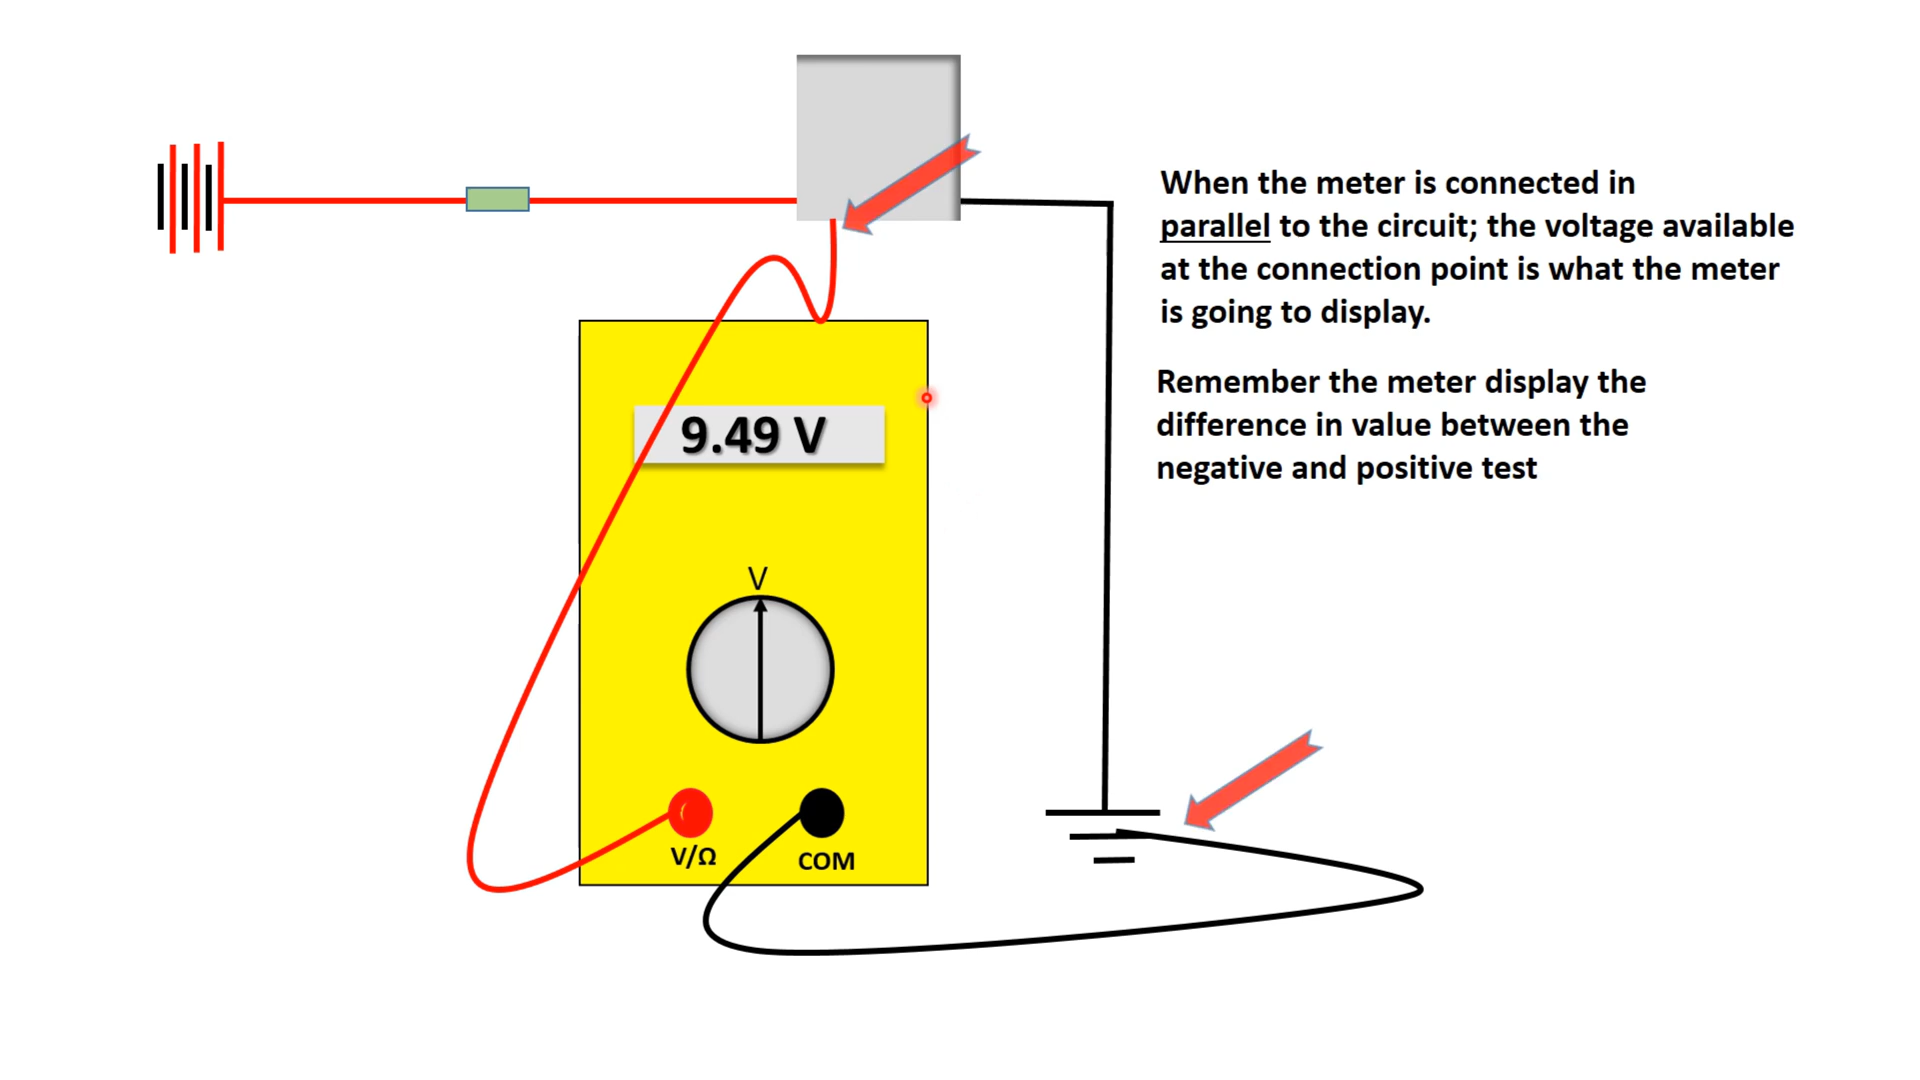 When the meter is connected in
parallel to the circuit; the voltage available
at the connection point is what the meter
is going to display.
Remember the meter display the
difference in value between the
negative and positive test
9.49 V
V
V/Ω
COM